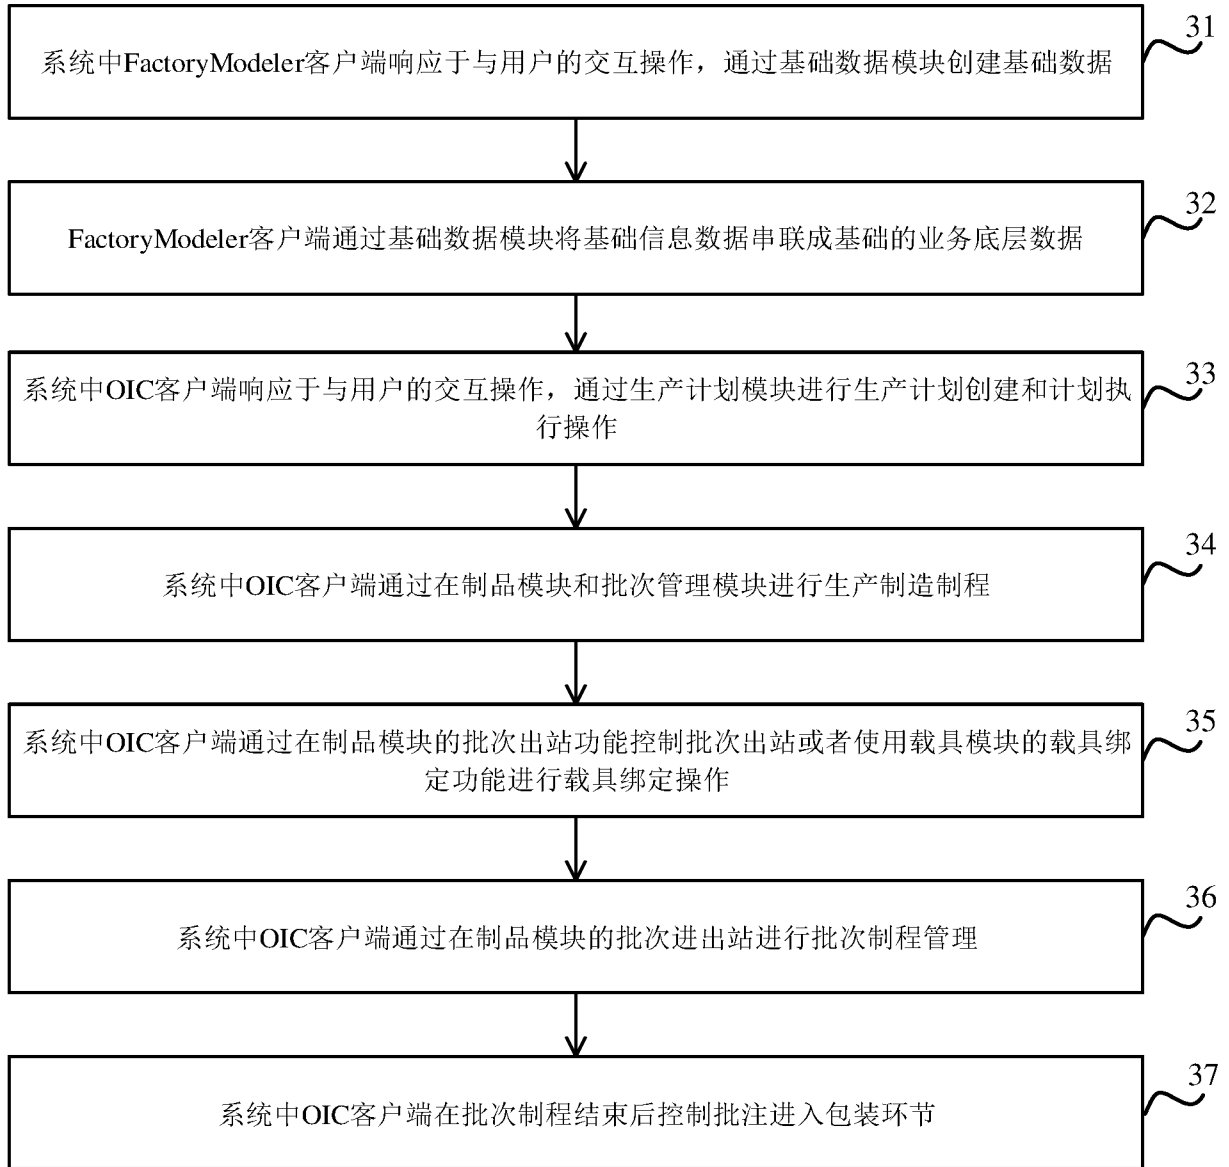 31
系统中FactoryModeler客户端响应于与用户的交互操作，通过基础数据模块创建基础数据
32
FactoryModeler客户端通过基础数据模块将基础信息数据串联成基础的业务底层数据
33
系统中OIC客户端响应于与用户的交互操作，通过生产计划模块进行生产计划创建和计划执
行操作
34
系统中OIC客户端通过在制品模块和批次管理模块进行生产制造制程
35
系统中OIC客户端通过在制品模块的批次出站功能控制批次出站或者使用载具模块的载具绑
定功能进行载具绑定操作
36
系统中OIC客户端通过在制品模块的批次进出站进行批次制程管理
37
系统中OIC客户端在批次制程结束后控制批注进入包装环节